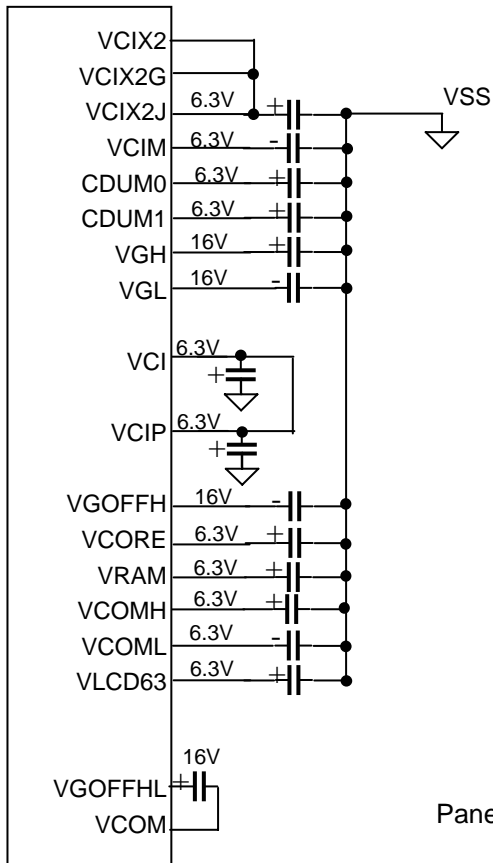 VCIX2
VCIX2G
VCIX2J 6.3V + VSS
VCIM 6.3V -
CDUM0 6.3V +
CDUM1 6.3V +
VGH 16V +
VGL 16V -
VCI 6.3V
+
VCIP 6.3V
+
VGOFFH 16V -
VCORE 6.3V +
VRAM 6.3V +
VCOMH 6.3V +
VCOML 6.3V -
VLCD63 6.3V +
16V
VGOFFHL +
VCOM
Pane